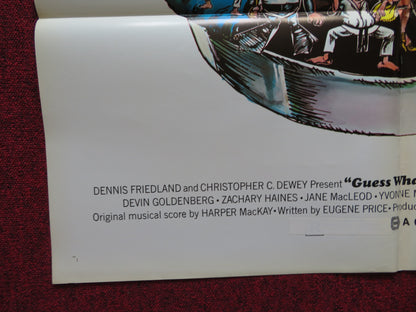 DENNIS FRIEDLAND and CHRISTOPHER C. DEWEY Present "Guess Wha
DEVIN GOLDENBERG • ZACHARY HAINES • JANE MacLEOD • YVONNE
Original musical score by HARPER MacKAY • Written by EUGENE PRICE • Produc
A